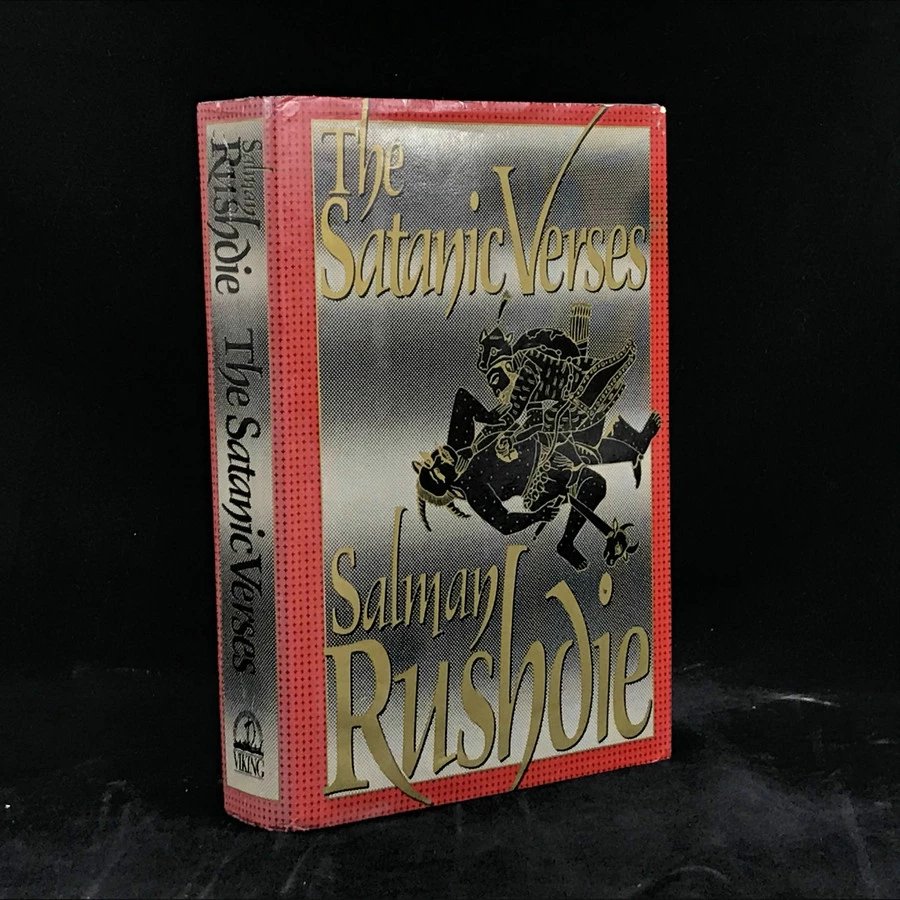 The
Satanic Verses
Salman
Rushdie
Salman
Rushdie
The Satanic Verses
VIKING